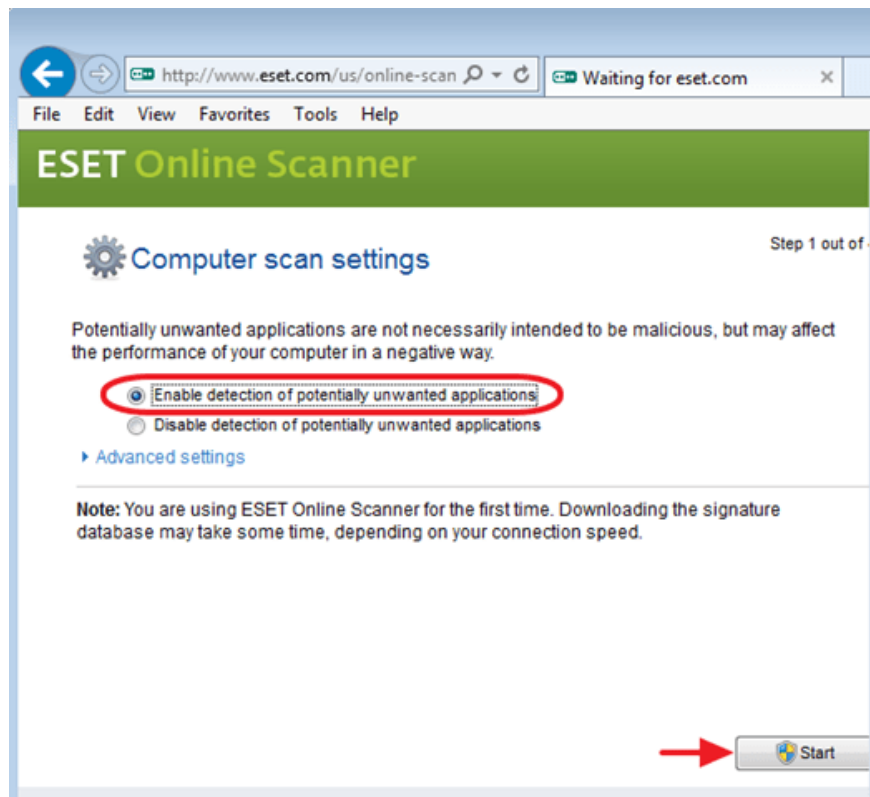 http://www.eset.com/us/online-scan
Waiting for eset.com
File Edit View Favorites Tools Help
ESET Online Scanner
Computer scan settings
Step 1 out of
Potentially unwanted applications are not necessarily intended to be malicious, but may affect
the performance of your computer in a negative way.
Enable detection of potentially unwanted applications
Disable detection of potentially unwanted applications
Advanced settings
Note: You are using ESET Online Scanner for the first time. Downloading the signature
database may take some time, depending on your connection speed.
Start